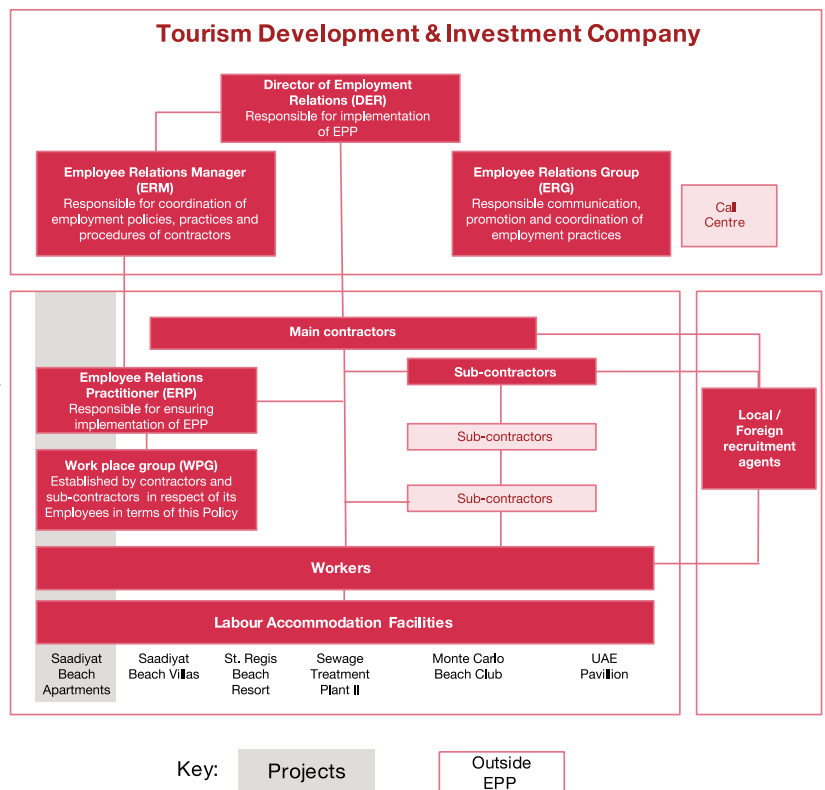 Tourism Development & Investment Company
Director of Employment
Relations (DER)
Responsible for implementation
of EPP
Employee Relations Manager
(ERM)
Responsible for coordination of
employment policies, practices and
procedures of contractors
Employee Relations Group
(ERG)
Responsible communication,
promotion and coordination of
employment practices
Call
Centre
Main contractors
Employee Relations
Practitioner (ERP)
Responsible for ensuring
implementation of EPP
Sub-contractors
Sub-contractors
Sub-contractors
Local /
Foreign
recruitment
agents
Work place group (WPG)
Established by contractors and
sub-contractors in respect of its
Employees in terms of this Policy
Workers
Labour Accommodation Facilities
Saadiyat
Beach
Apartments
Saadiyat
Beach Villas
St. Regis
Beach
Resort
Sewage
Treatment
Plant II
Monte Carlo
Beach Club
UAE
Pavillion
Key:
Projects
Outside
EPP